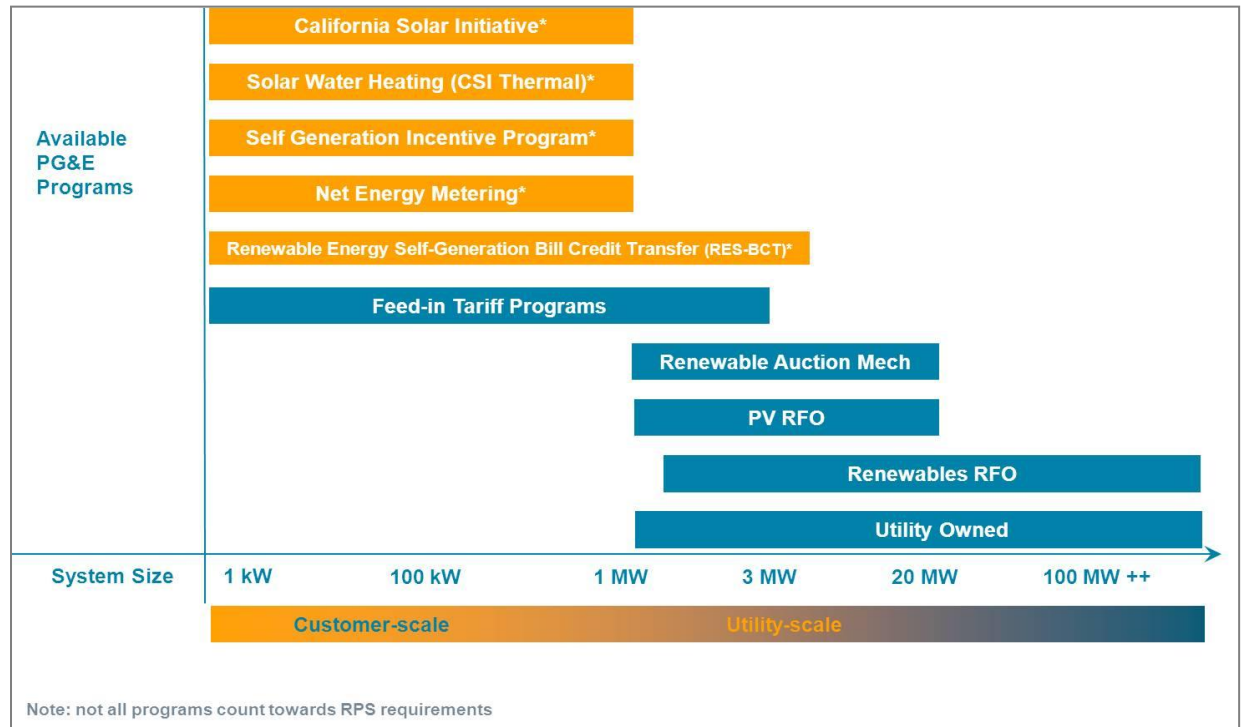 California Solar Initiative*
Solar Water Heating (CSI Thermal)*
Self Generation Incentive Program*
Available
PG&E
Programs
Net Energy Metering*
Renewable Energy Self-Generation Bill Credit Transfer (RES-BCT)*
Feed-in Tariff Programs
Renewable Auction Mech
PV RFO
Renewables RFO
Utility Owned
System Size 1 kW 100 kW 1 MW 3 MW 20 MW 100 MW ++
Customer-scale Utility-scale
Note: not all programs count towards RPS requirements